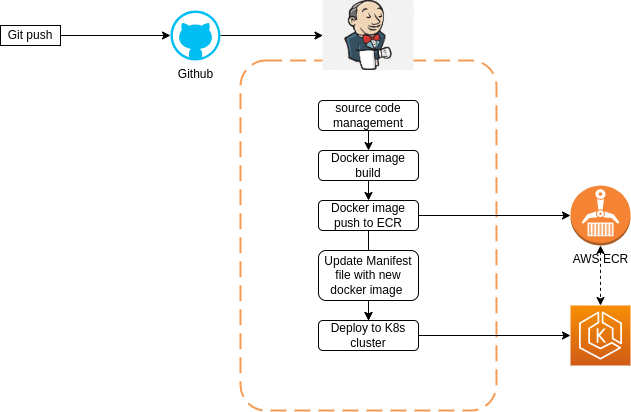 Git push
Github
source code
management
Docker image
build
Docker image
push to ECR
Update Manifest
file with new
docker image
Deploy to K8s
cluster
AWS ECR
K